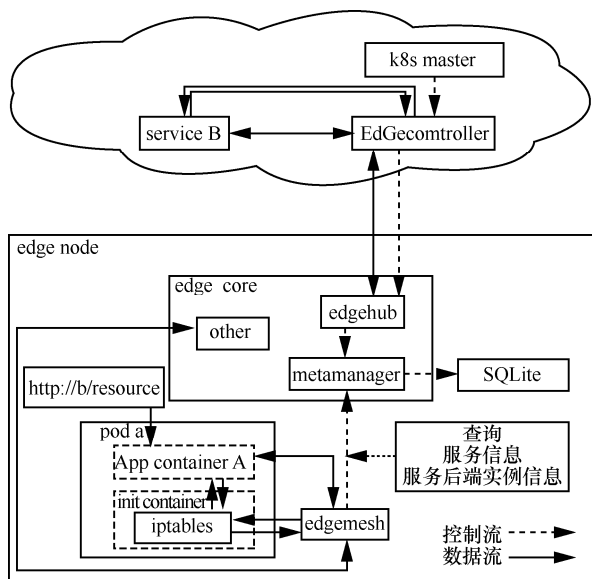 k8s master
service B
EdGecomtroller
edge node
edge core
edgehub
other
metamanager
SQLite
http://b/resource
pod a
App container A
init container
iptables
edgemesh
查询
服务信息
服务后端实例信息
控制流
数据流